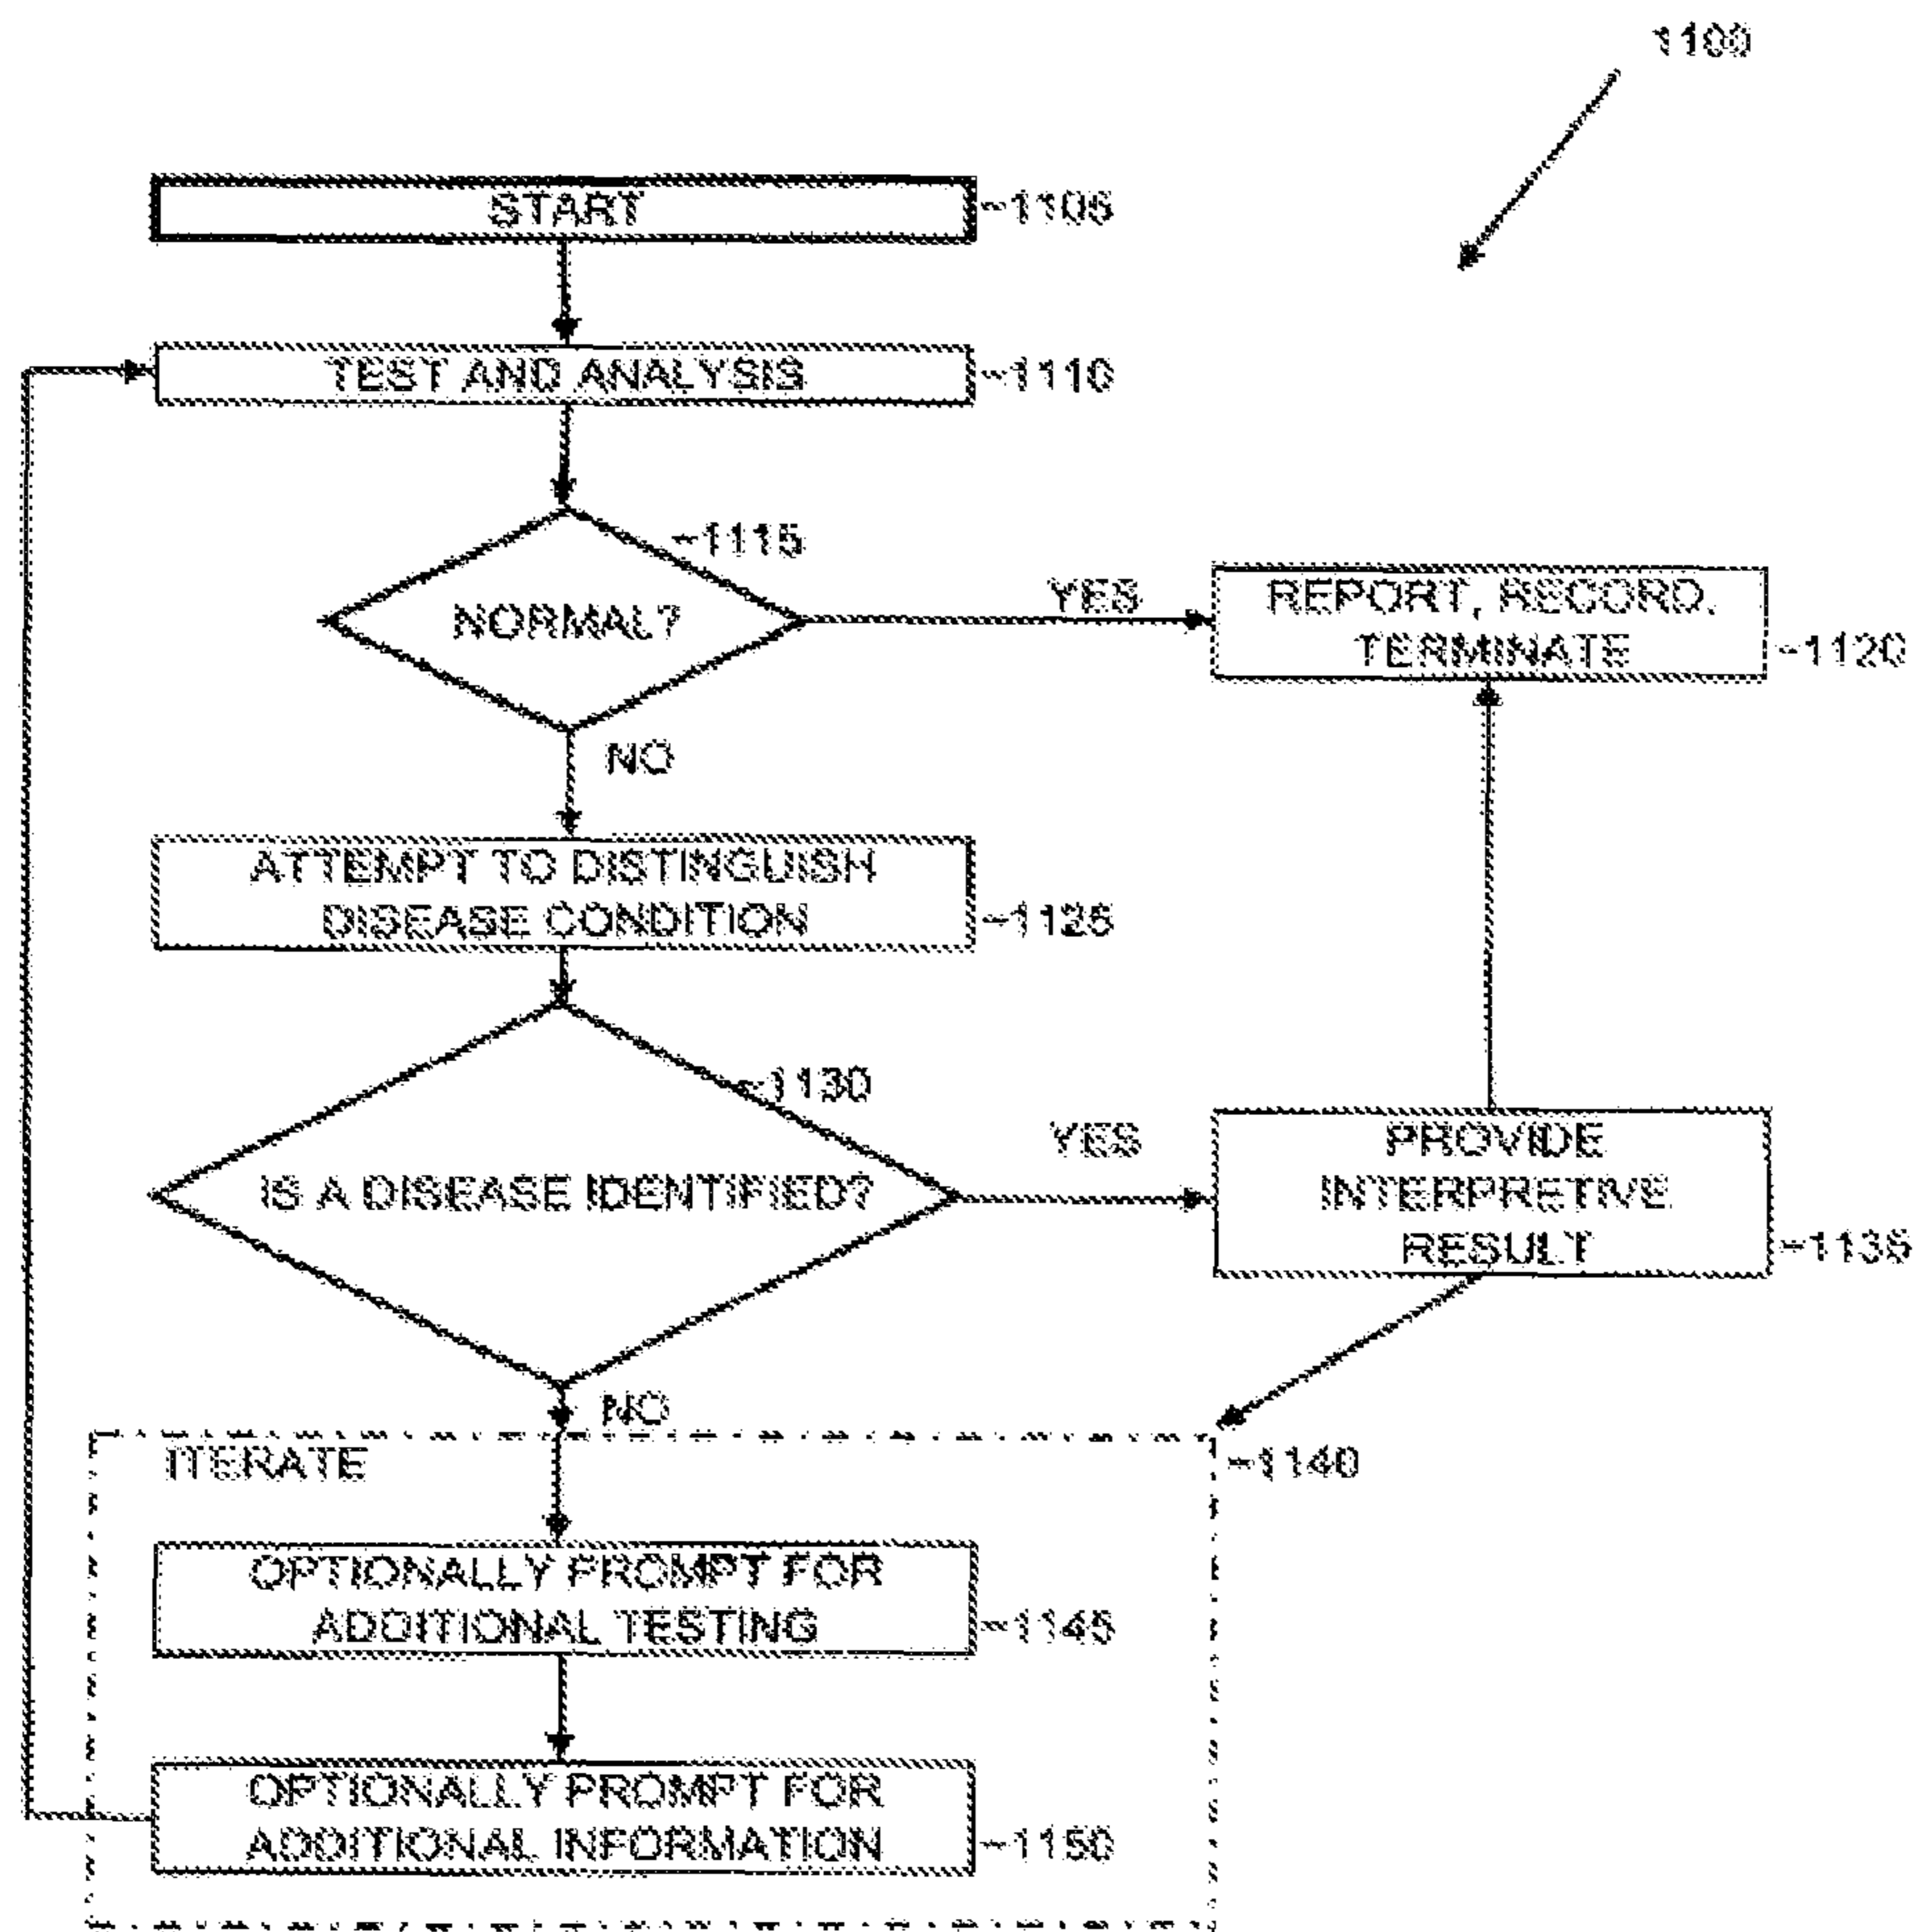 1100
START ~1105
TEST AND ANALYSIS ~1110
~1115
NORMAL?
YES
REPORT, RECORD,
TERMINATE ~1120
NO
ATTEMPT TO DISTINGUISH
DISEASE CONDITION ~1125
~1130
IS A DISEASE IDENTIFIED?
YES
PROVIDE
INTERPRETIVE
RESULT ~1135
NO
ITERATE
~1140
OPTIONALLY PROMPT FOR
ADDITIONAL TESTING ~1145
OPTIONALLY PROMPT FOR
ADDITIONAL INFORMATION ~1150